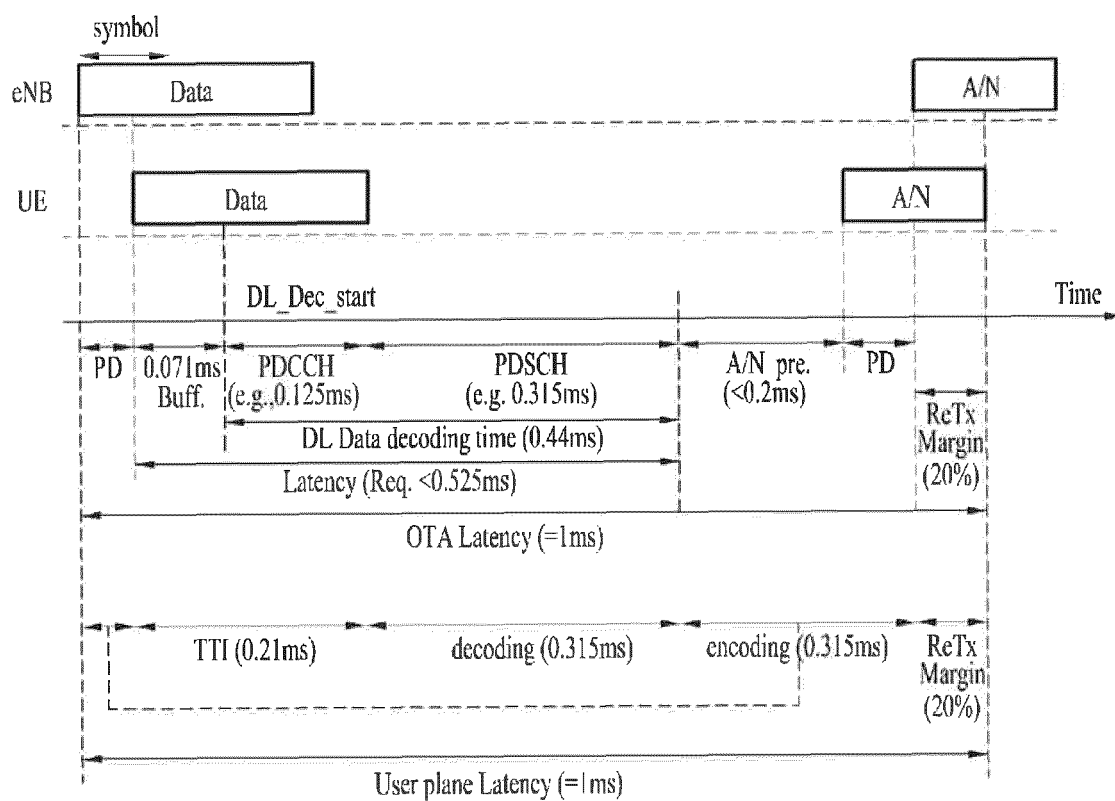 symbol
eNB
Data
A/N
UE
Data
A/N
DL_Dec_start
Time
PD
0.071ms
Buff.
PDCCH
(e.g.,0.125ms)
PDSCH
(e.g. 0.315ms)
A/N pre.
(<0.2ms)
PD
ReTx
Margin
(20%)
DL Data decoding time (0.44ms)
Latency (Req. <0.525ms)
OTA Latency (=1ms)
TTI (0.21ms)
decoding (0.315ms)
encoding (0.315ms)
ReTx
Margin
(20%)
User plane Latency (=1ms)